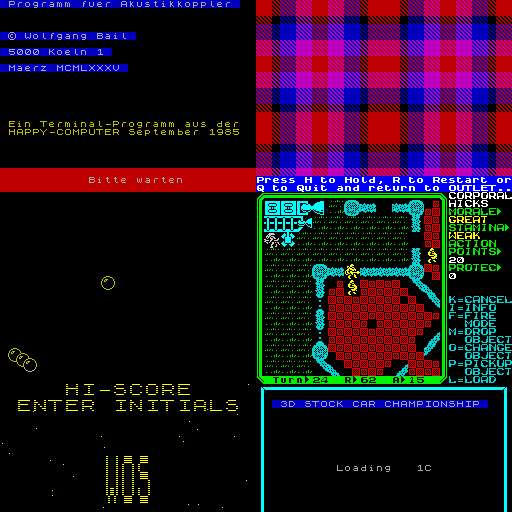 Programm fuer Akustikkoppler
© Wolfgang Bail
5000 Koeln 1
Maerz MCMLXXXV
Ein Terminal-Programm aus der
HAPPY-COMPUTER September 1985
Bitte warten
Press H to Hold, R to Restart or
Q to Quit and return to OUTLET..
CORPORAL
HICKS
MORALE
GREAT
STAMINA
WEAK
ACTION
POINTS
20
PROTEC
0
K=CANCEL
I=INFO
F=FIRE
MODE
M=DROP
OBJECT
O=CHANGE
OBJECT
P=PICKUP
OBJECT
L=LOAD
Turn 24 R 62 A 15
HI-SCORE
ENTER INITIALS
WOS
3D STOCK CAR CHAMPIONSHIP
Loading 1C